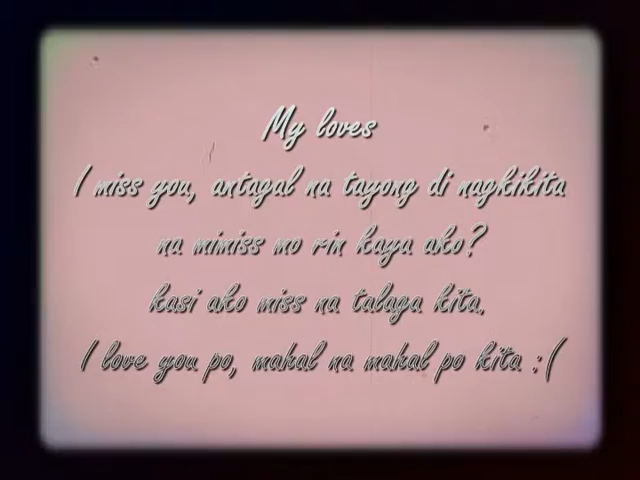 My loves
I miss you, antagal na tayong di nagkikita
na mimiss mo rin kaya ako?
kasi ako miss na talaga kita.
I love you po, mahal na mahal po kita :(